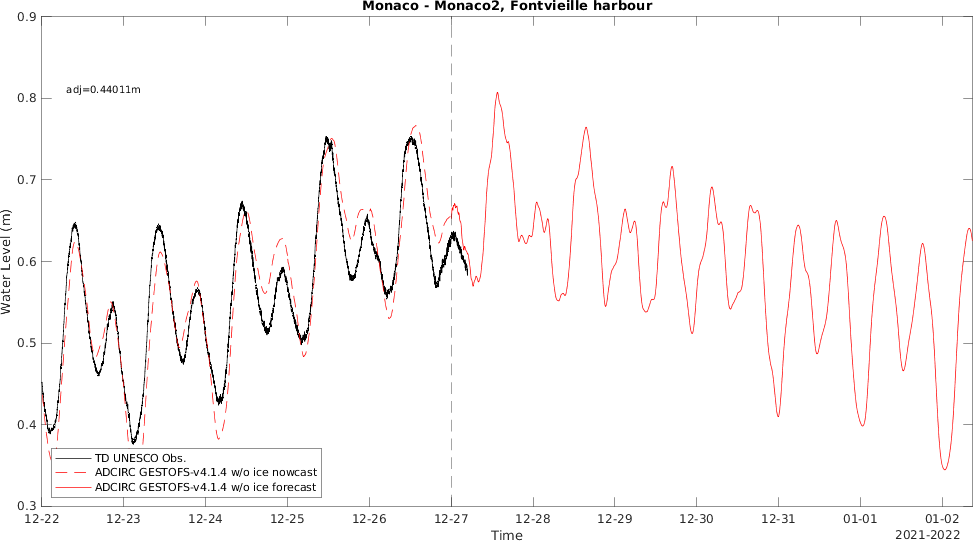 Monaco - Monaco2, Fontvieille harbour
0.9
adj=0.44011m
0.8
0.7
0.6
0.5
0.4
0.3
Water Level (m)
TD UNESCO Obs.
ADCIRC GESTOFS-v4.1.4 w/o ice nowcast
ADCIRC GESTOFS-v4.1.4 w/o ice forecast
12-22 12-23 12-24 12-25 12-26 12-27 12-28 12-29 12-30 12-31 01-01 01-02
Time
2021-2022